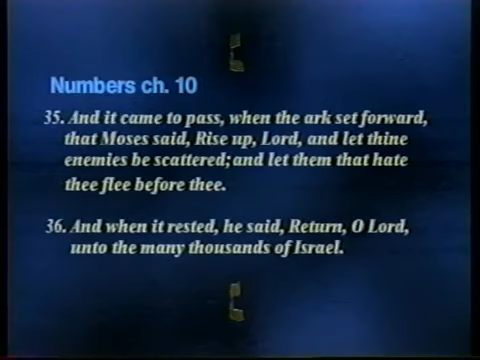 ׆
Numbers ch. 10
35. And it came to pass, when the ark set forward,
that Moses said, Rise up, Lord, and let thine
enemies be scattered; and let them that hate
thee flee before thee.
36. And when it rested, he said, Return, O Lord,
unto the many thousands of Israel.
׆